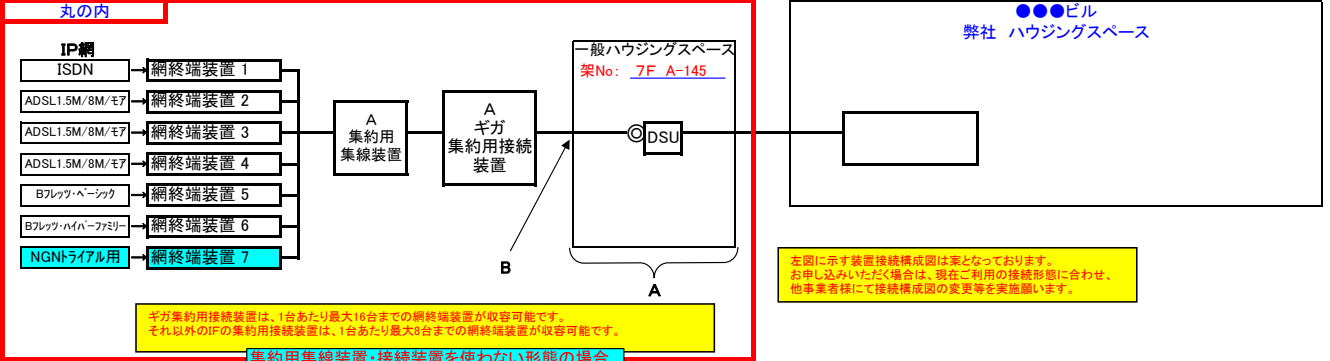 丸の内
●●●ビル
弊社 ハウジングスペース
IP網
ISDN
網終端装置 1
ADSL1.5M/8M/モア
網終端装置 2
ADSL1.5M/8M/モア
網終端装置 3
ADSL1.5M/8M/モア
網終端装置 4
Bフレッツ・ベーシック
網終端装置 5
Bフレッツ・ハイパーファミリー
網終端装置 6
NGNトライアル用
網終端装置 7
A
集約用
集線装置
A
ギガ
集約用接続
装置
一般ハウジングスペース
架No: 7F A-145
◎
DSU
B
A
左図に示す装置接続構成図は案となっております。
お申し込みいただく場合は、現在ご利用の接続形態に合わせ、
他事業者様にて接続構成図の変更等を実施願います。
ギガ集約用接続装置は、1台あたり最大16台までの網終端装置が収容可能です。
それ以外のIFの集約用接続装置は、1台あたり最大8台までの網終端装置が収容可能です。
集約用集線装置・接続装置を使わない形態の場合